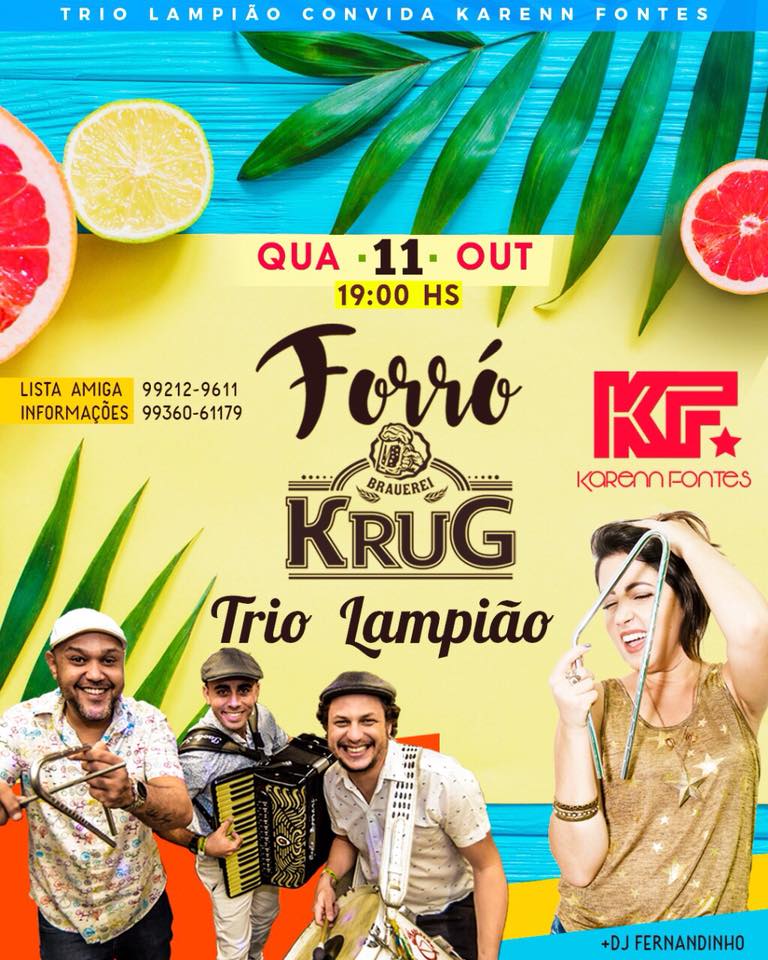 TRIO LAMPIÃO CONVIDA KARENN FONTES
QUA ·11· OUT
19:00 HS
LISTA AMIGA 99212-9611
INFORMAÇÕES 99360-61179
Forró
BRAUEREI
KRUG
Trio Lampião
KF
KARENN FONTES
+DJ FERNANDINHO